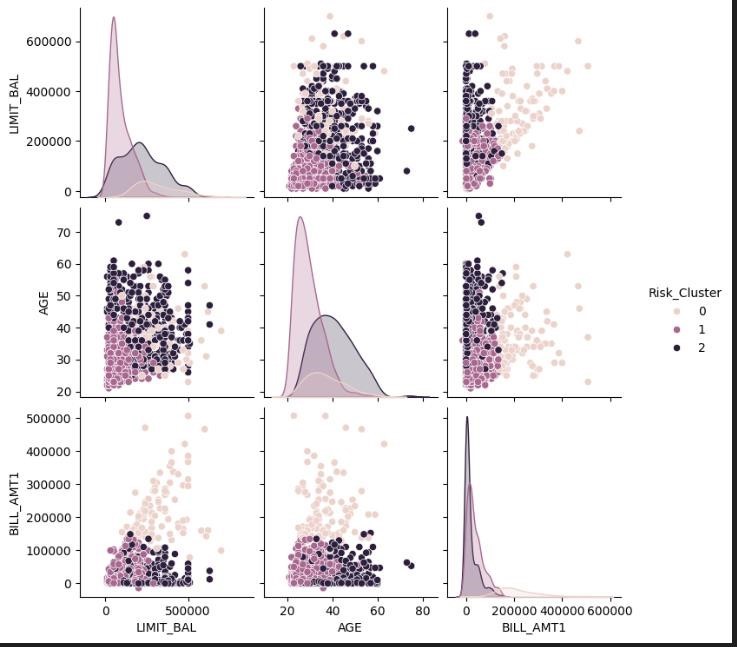 LIMIT_BAL
600000
400000
200000
0
AGE
70
60
50
40
30
20
BILL_AMT1
500000
400000
300000
200000
100000
0
0 500000
LIMIT_BAL
20 40 60 80
AGE
0 200000 400000 600000
BILL_AMT1
Risk_Cluster
0
1
2